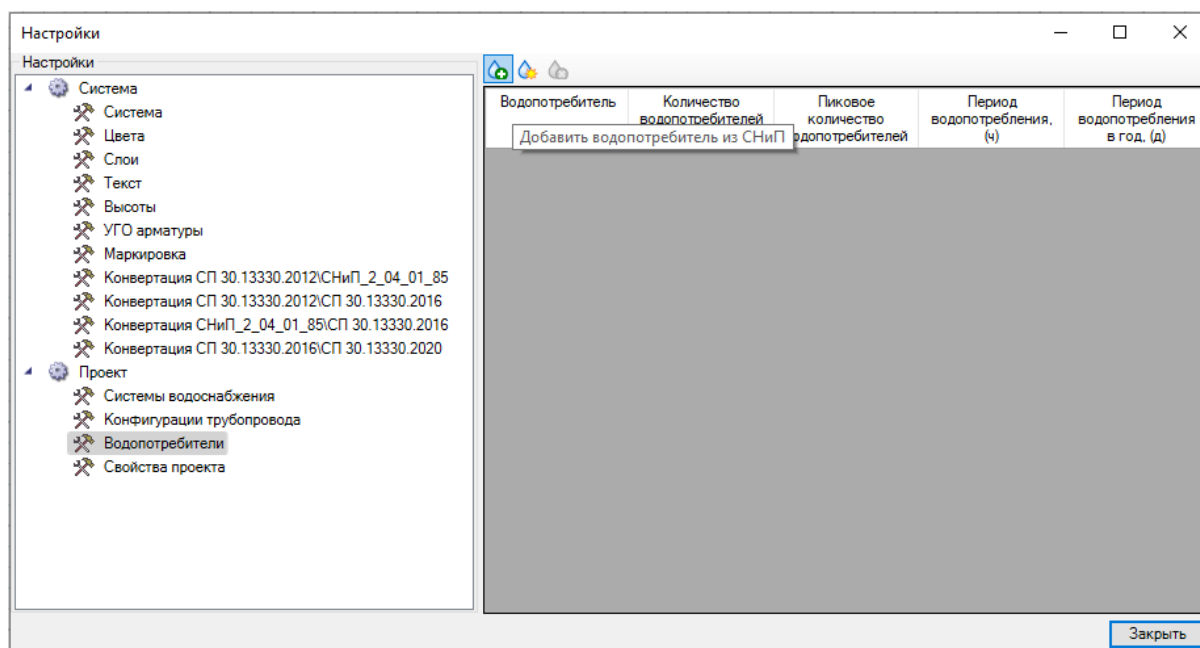 Настройки
Настройки
Система
Система
Цвета
Слои
Текст
Высоты
УГО арматуры
Маркировка
Конвертация СП 30.13330.2012\СНиП_2_04_01_85
Конвертация СП 30.13330.2012\СП 30.13330.2016
Конвертация СНиП_2_04_01_85\СП 30.13330.2016
Конвертация СП 30.13330.2016\СП 30.13330.2020
Проект
Системы водоснабжения
Конфигурации трубопровода
Водопотребители
Свойства проекта
Водопотребитель
Количество
водопотребителей
Пиковое
количество
одопотребителей
Период
водопотребления,
(ч)
Период
водопотребления
в год, (д)
Добавить водопотребитель из СНиП
Закрыть